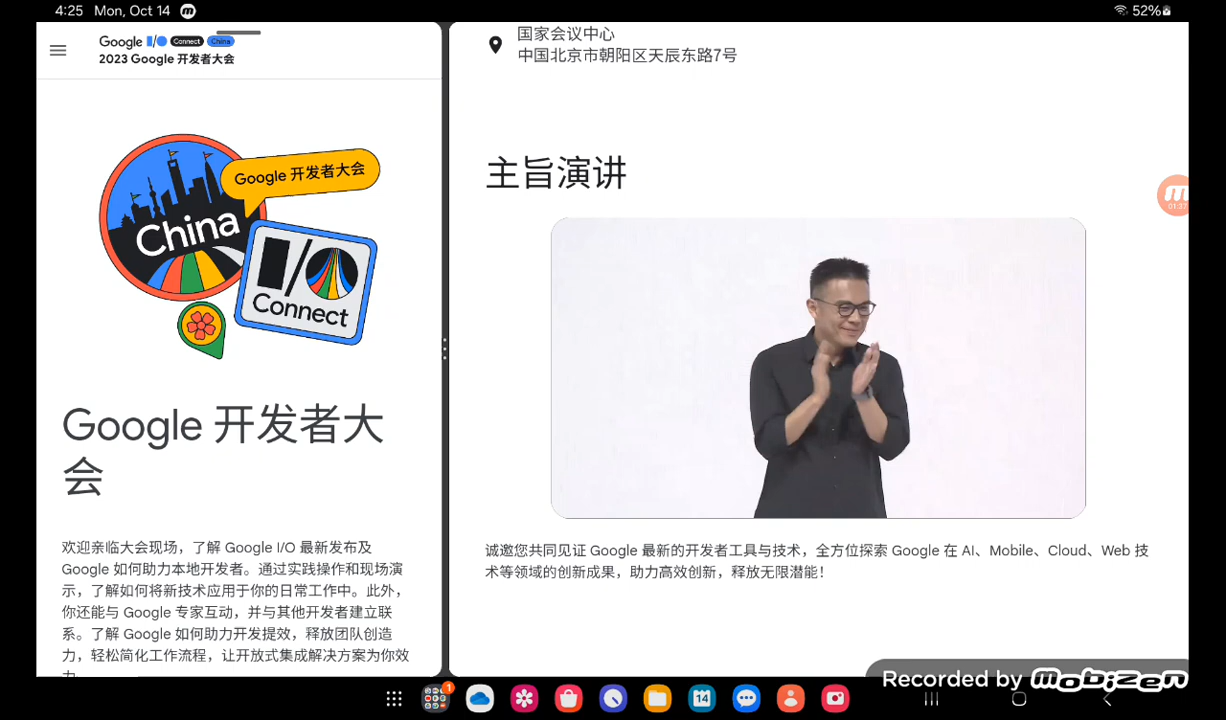 4:25 Mon, Oct 14 m 52%
Google I/O Connect China
2023 Google 开发者大会
Google 开发者大会
China
I/O
Connect
Google 开发者大
会
欢迎亲临大会现场，了解 Google I/O 最新发布及
Google 如何助力本地开发者。通过实践操作和现场演
示，了解如何将新技术应用于你的日常工作中。此外，
你还能与 Google 专家互动，并与其他开发者建立联
系。了解 Google 如何助力开发提效，释放团队创造
力，轻松简化工作流程，让开放式集成解决方案为你效
力。
国家会议中心
中国北京市朝阳区天辰东路7号
主旨演讲
诚邀您共同见证 Google 最新的开发者工具与技术，全方位探索 Google 在 AI、Mobile、Cloud、Web 技
术等领域的创新成果，助力高效创新，释放无限潜能！
m
01:37
1
14
Recorded by mobizen